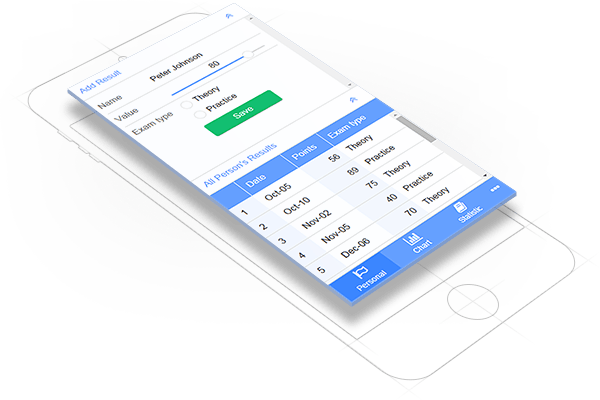 Add Result
Name Peter Johnson
Value 80
Exam type Theory
Practice
Save
All Person's Results
Date Points Exam type
1 Oct-05 56 Theory
2 Oct-10 89 Practice
3 Nov-02 75 Theory
4 Nov-05 40 Practice
5 Dec-06 70 Theory
Personal Chart Statistic